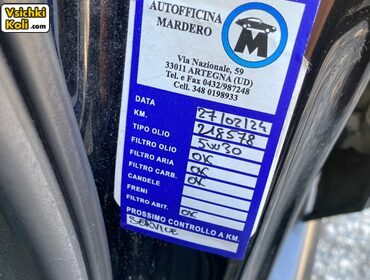 Vsichki
Koli.com
AUTOFFICINA
MARDERO
M
Via Nazionale, 59
33011 ARTEGNA (UD)
Tel. e Fax 0432/987248
Cell. 348 0198933
DATA 27/02/24
KM. 218578
TIPO OLIO 5W30
FILTRO OLIO OK
FILTRO ARIA OK
FILTRO CARB. OK
CANDELE
FRENI
FILTRO ABIT. OK
PROSSIMO CONTROLLO A KM.
SERVICE